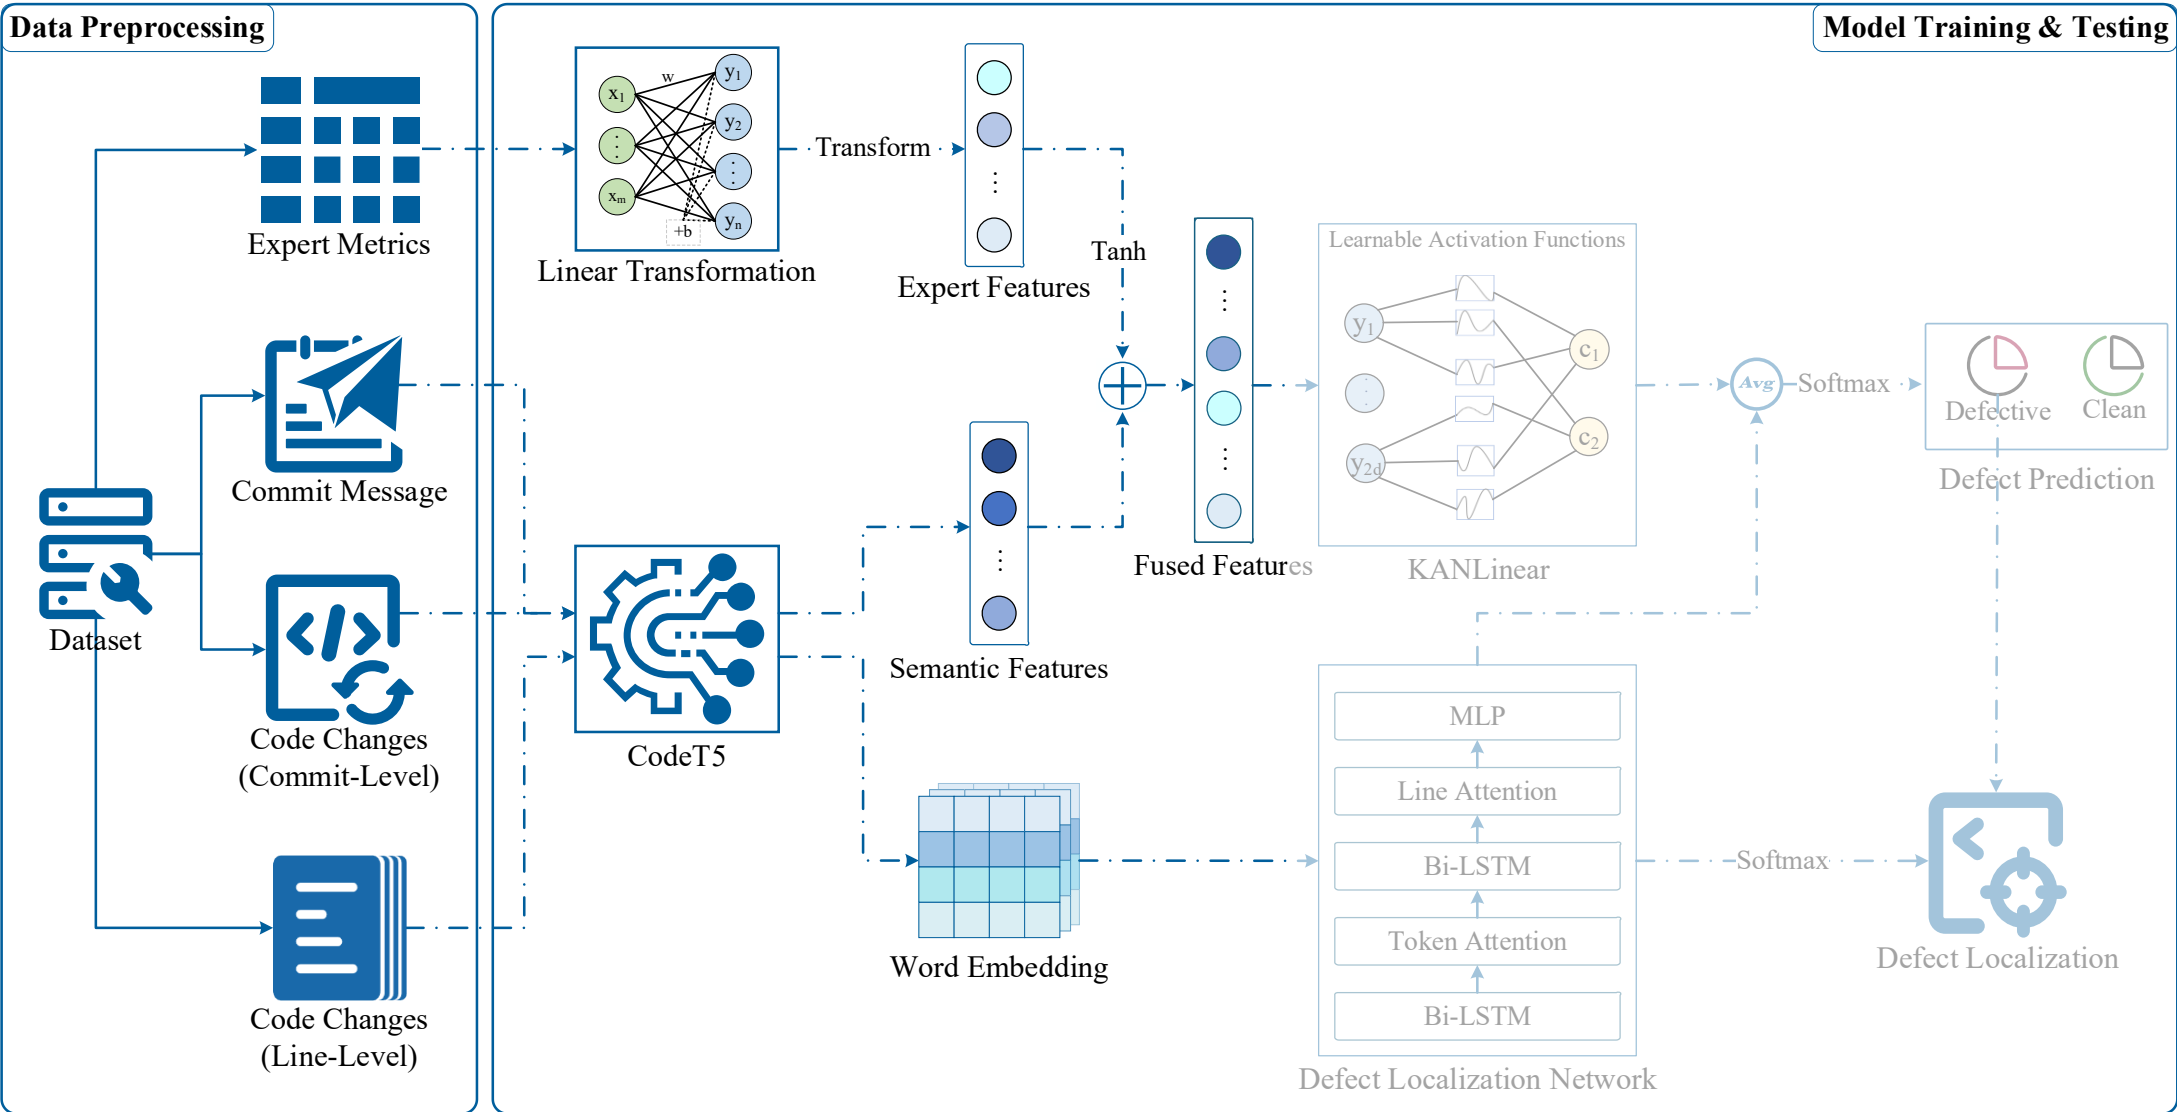 Data Preprocessing
Model Training & Testing
Expert Metrics
Commit Message
Dataset
Code Changes
(Commit-Level)
Code Changes
(Line-Level)
x1
⋮
xm
w
y1
y2
⋮
yn
+b
Linear Transformation
Transform
⋮
Expert Features
Tanh
CodeT5
⋮
Semantic Features
Word Embedding
⋮
⋮
Fused Features
Learnable Activation Functions
y1
⋮
y2d
c1
c2
KANLinear
Avg
Softmax
Defective
Clean
Defect Prediction
MLP
Line Attention
Bi-LSTM
Token Attention
Bi-LSTM
Defect Localization Network
Softmax
Defect Localization